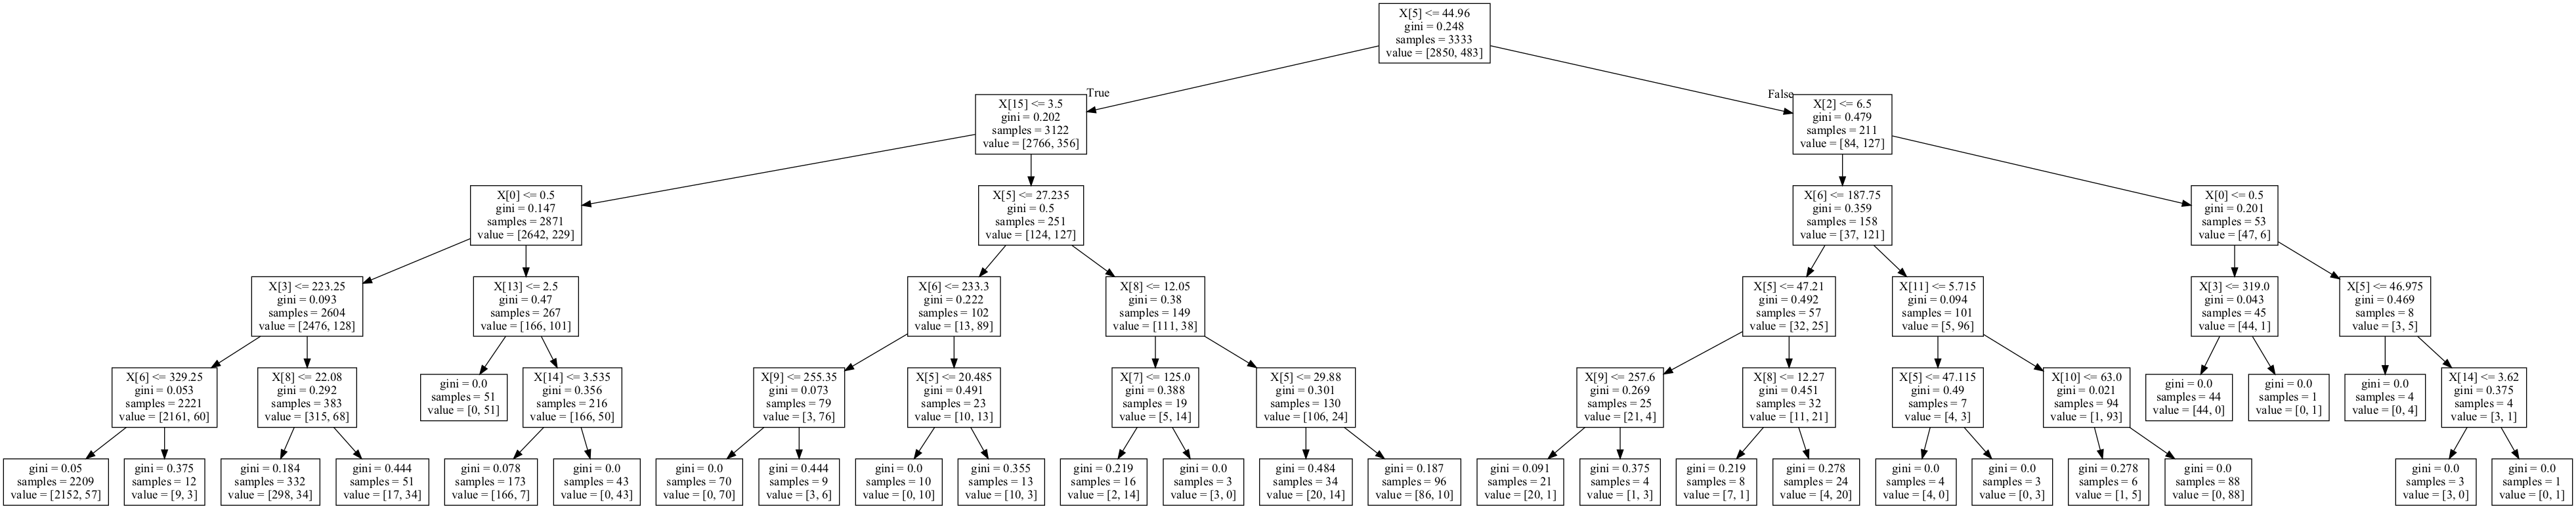 X[5] <= 44.96
gini = 0.248
samples = 3333
value = [2850, 483]
True
False
X[15] <= 3.5
gini = 0.202
samples = 3122
value = [2766, 356]
X[2] <= 6.5
gini = 0.479
samples = 211
value = [84, 127]
X[0] <= 0.5
gini = 0.147
samples = 2871
value = [2642, 229]
X[5] <= 27.235
gini = 0.5
samples = 251
value = [124, 127]
X[6] <= 187.75
gini = 0.359
samples = 158
value = [37, 121]
X[0] <= 0.5
gini = 0.201
samples = 53
value = [47, 6]
X[3] <= 223.25
gini = 0.093
samples = 2604
value = [2476, 128]
X[13] <= 2.5
gini = 0.47
samples = 267
value = [166, 101]
X[6] <= 233.3
gini = 0.222
samples = 102
value = [13, 89]
X[8] <= 12.05
gini = 0.38
samples = 149
value = [111, 38]
X[5] <= 47.21
gini = 0.492
samples = 57
value = [32, 25]
X[11] <= 5.715
gini = 0.094
samples = 101
value = [5, 96]
X[3] <= 319.0
gini = 0.043
samples = 45
value = [44, 1]
X[5] <= 46.975
gini = 0.469
samples = 8
value = [3, 5]
X[6] <= 329.25
gini = 0.053
samples = 2221
value = [2161, 60]
X[8] <= 22.08
gini = 0.292
samples = 383
value = [315, 68]
gini = 0.0
samples = 51
value = [0, 51]
X[14] <= 3.535
gini = 0.356
samples = 216
value = [166, 50]
X[9] <= 255.35
gini = 0.073
samples = 79
value = [3, 76]
X[5] <= 20.485
gini = 0.491
samples = 23
value = [10, 13]
X[7] <= 125.0
gini = 0.388
samples = 19
value = [5, 14]
X[5] <= 29.88
gini = 0.301
samples = 130
value = [106, 24]
X[9] <= 257.6
gini = 0.269
samples = 25
value = [21, 4]
X[8] <= 12.27
gini = 0.451
samples = 32
value = [11, 21]
X[5] <= 47.115
gini = 0.49
samples = 7
value = [4, 3]
X[10] <= 63.0
gini = 0.021
samples = 94
value = [1, 93]
gini = 0.0
samples = 44
value = [44, 0]
gini = 0.0
samples = 1
value = [0, 1]
gini = 0.0
samples = 4
value = [0, 4]
X[14] <= 3.62
gini = 0.375
samples = 4
value = [3, 1]
gini = 0.05
samples = 2209
value = [2152, 57]
gini = 0.375
samples = 12
value = [9, 3]
gini = 0.184
samples = 332
value = [298, 34]
gini = 0.444
samples = 51
value = [17, 34]
gini = 0.078
samples = 173
value = [166, 7]
gini = 0.0
samples = 43
value = [0, 43]
gini = 0.0
samples = 70
value = [0, 70]
gini = 0.444
samples = 9
value = [3, 6]
gini = 0.0
samples = 10
value = [0, 10]
gini = 0.355
samples = 13
value = [10, 3]
gini = 0.219
samples = 16
value = [2, 14]
gini = 0.0
samples = 3
value = [3, 0]
gini = 0.484
samples = 34
value = [20, 14]
gini = 0.187
samples = 96
value = [86, 10]
gini = 0.091
samples = 21
value = [20, 1]
gini = 0.375
samples = 4
value = [1, 3]
gini = 0.219
samples = 8
value = [7, 1]
gini = 0.278
samples = 24
value = [4, 20]
gini = 0.0
samples = 4
value = [4, 0]
gini = 0.0
samples = 3
value = [0, 3]
gini = 0.278
samples = 6
value = [1, 5]
gini = 0.0
samples = 88
value = [0, 88]
gini = 0.0
samples = 3
value = [3, 0]
gini = 0.0
samples = 1
value = [0, 1]